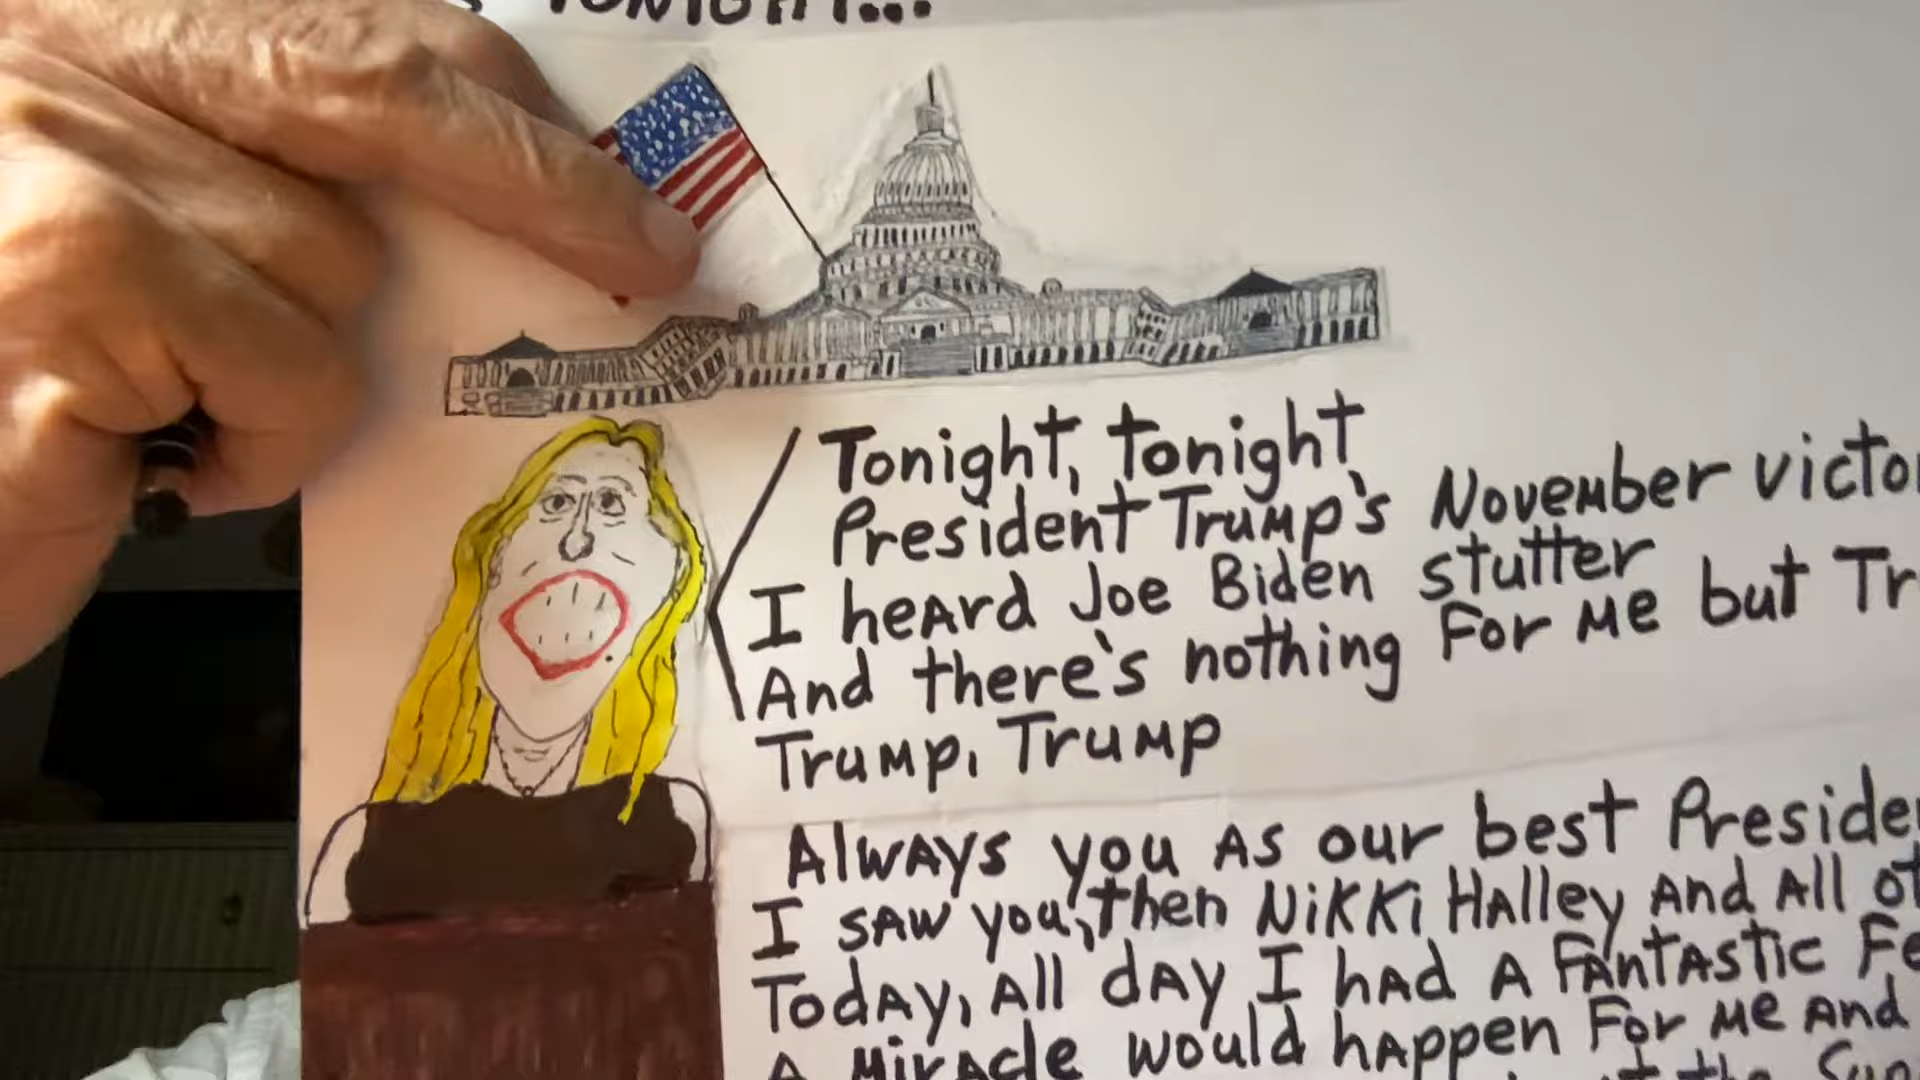 TONIGHT...
Tonight, tonight
President Trump's November
I heard Joe Biden stutter
And there's nothing for me but
Trump, Trump
Always you as our best
I saw you, then Nikki Halley and all
Today, all day I had a fantastic
A miracle would happen for me and
the